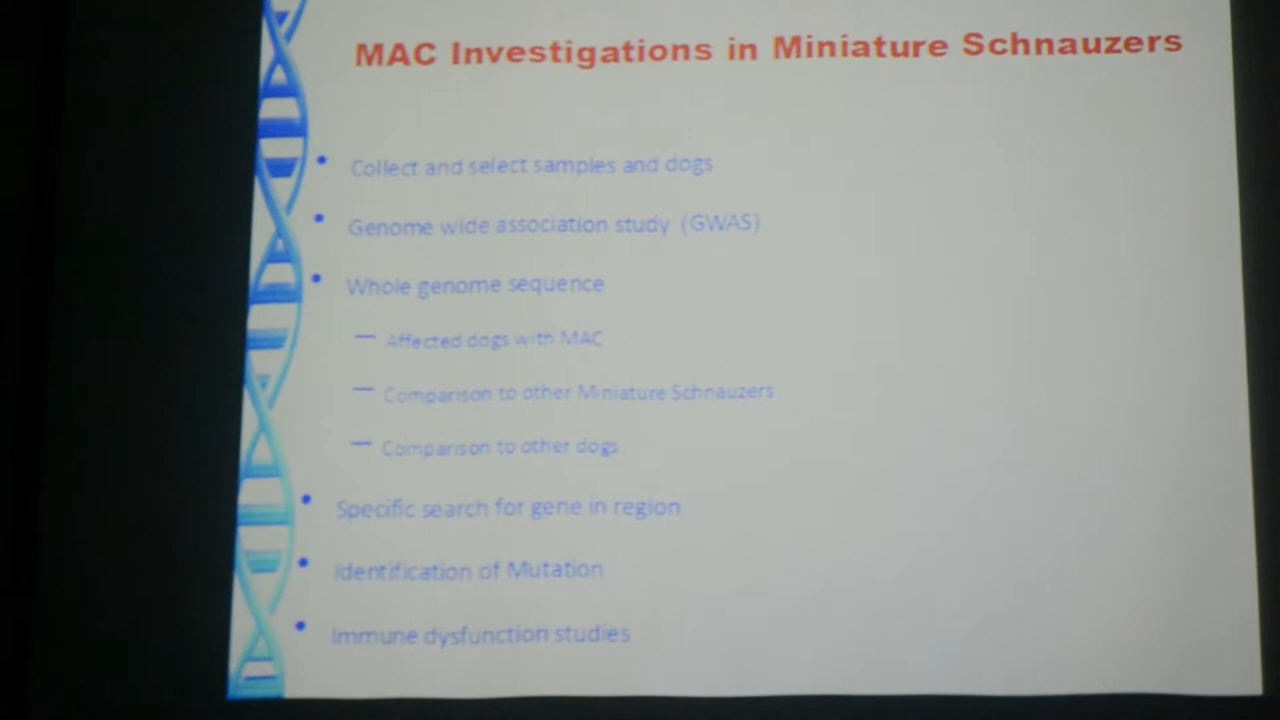 MAC Investigations in Miniature Schnauzers
• Collect and select samples and dogs
• Genome wide association study (GWAS)
• Whole genome sequence
— Affected dogs with MAC
— Comparison to other Miniature Schnauzers
— Comparison to other dogs
• Specific search for gene in region
• Identification of Mutation
• Immune dysfunction studies